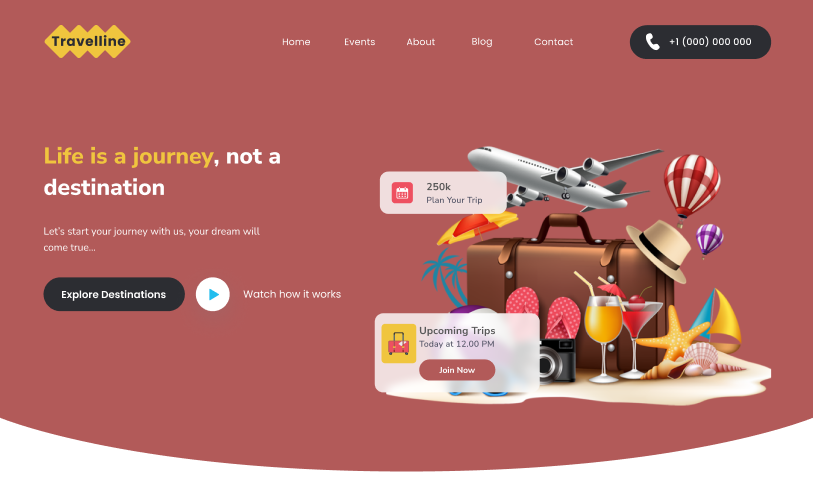 Travelline
Home
Events
About
Blog
Contact
+1 (000) 000 000
Life is a journey, not a
destination
Let's start your journey with us, your dream will
come true...
Explore Destinations
Watch how it works
250k
Plan Your Trip
Upcoming Trips
Today at 12.00 PM
Join Now